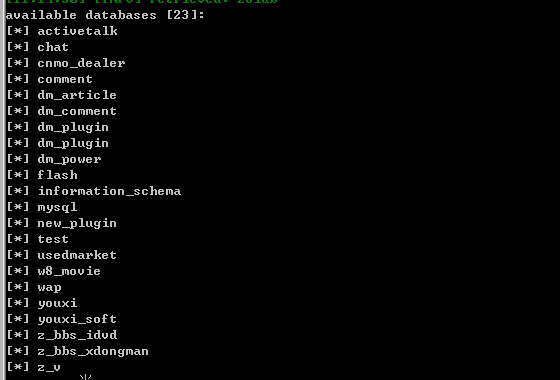 available databases [23]:
[*] activetalk
[*] chat
[*] cnmo_dealer
[*] comment
[*] dm_article
[*] dm_comment
[*] dm_plugin
[*] dm_plugin
[*] dm_power
[*] flash
[*] information_schema
[*] mysql
[*] new_plugin
[*] test
[*] usedmarket
[*] w8_movie
[*] wap
[*] youxi
[*] youxi_soft
[*] z_bbs_idvd
[*] z_bbs_xdongman
[*] z_v